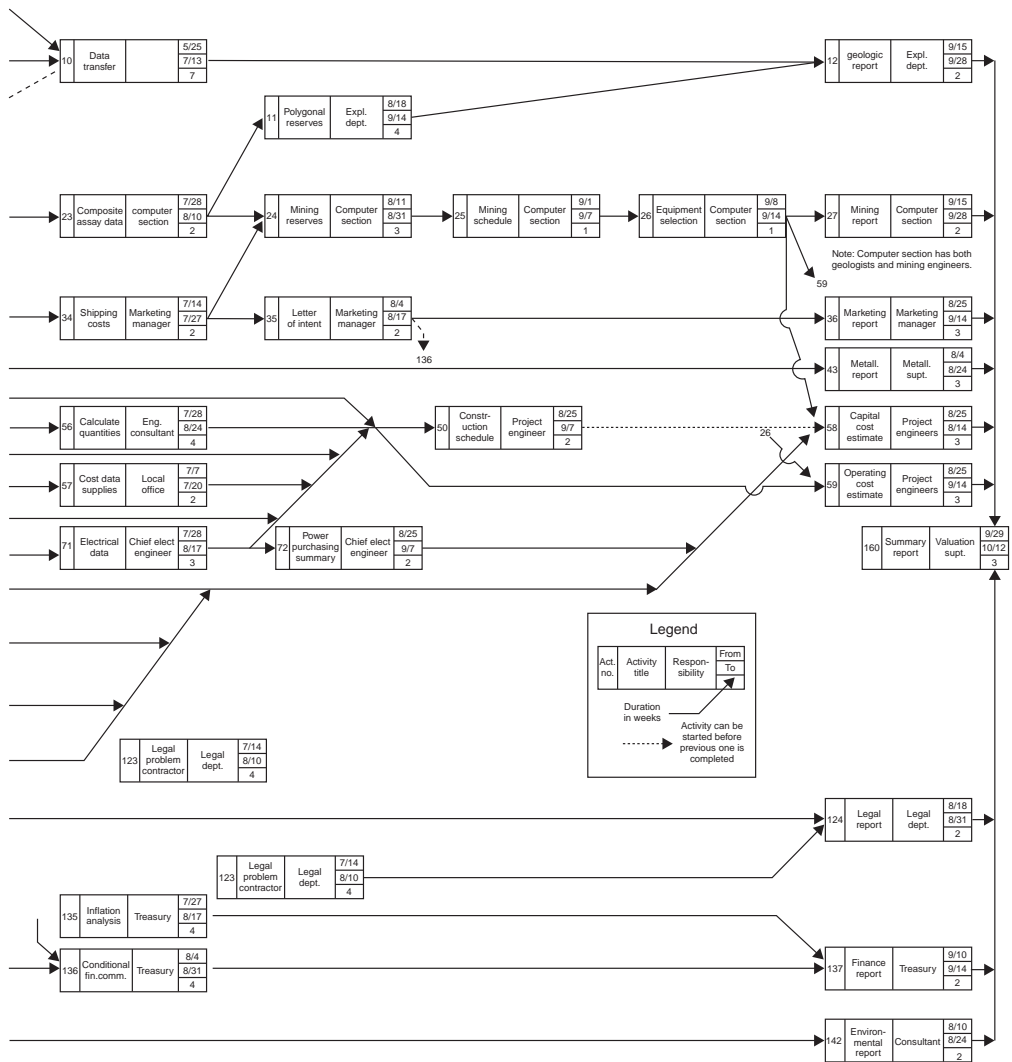 10
Data
transfer
5/25
7/13
7
12
geologic
report
Expl.
dept.
9/15
9/28
2
11
Polygonal
reserves
Expl.
dept.
8/18
9/14
4
23
Composite
assay data
computer
section
7/28
8/10
2
24
Mining
reserves
Computer
section
8/11
8/31
3
25
Mining
schedule
Computer
section
9/1
9/7
1
26
Equipment
selection
Computer
section
9/8
9/14
1
27
Mining
report
Computer
section
9/15
9/28
2
Note: Computer section has both
geologists and mining engineers.
59
34
Shipping
costs
Marketing
manager
7/14
7/27
2
35
Letter
of intent
Marketing
manager
8/4
8/17
2
136
36
Marketing
report
Marketing
manager
8/25
9/14
3
43
Metall.
report
Metall.
supt.
8/4
8/24
3
56
Calculate
quantities
Eng.
consultant
7/28
8/24
4
50
Constr-
uction
schedule
Project
engineer
8/25
9/7
2
26
58
Capital
cost
estimate
Project
engineers
8/25
8/14
3
57
Cost data
supplies
Local
office
7/7
7/20
2
59
Operating
cost
estimate
Project
engineers
8/25
9/14
3
71
Electrical
data
Chief elect
engineer
7/28
8/17
3
72
Power
purchasing
summary
Chief elect
engineer
8/25
9/7
2
160
Summary
report
Valuation
supt.
9/29
10/12
3
Legend
Act.
no.
Activity
title
Respon-
sibility
From
To
Duration
in weeks
Activity can be
started before
previous one is
completed
123
Legal
problem
contractor
Legal
dept.
7/14
8/10
4
124
Legal
report
Legal
dept.
8/18
8/31
2
123
Legal
problem
contractor
Legal
dept.
7/14
8/10
4
135
Inflation
analysis
Treasury
7/27
8/17
4
136
Conditional
fin.comm.
Treasury
8/4
8/31
4
137
Finance
report
Treasury
9/10
9/14
2
142
Environ-
mental
report
Consultant
8/10
8/24
2